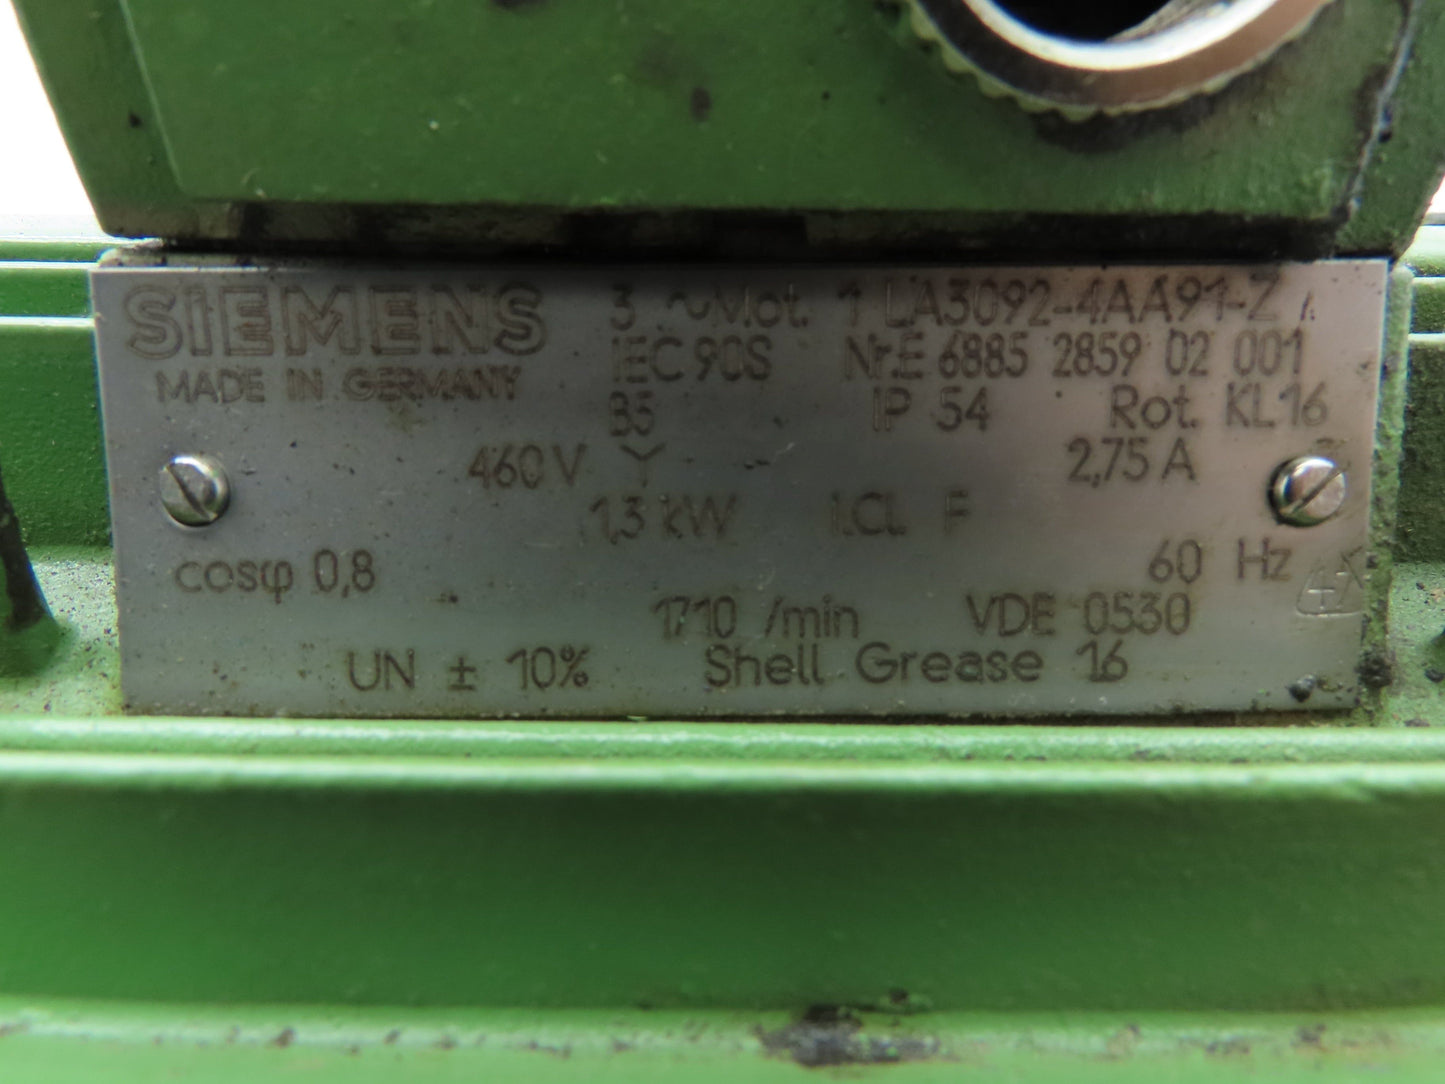 SIEMENS 3 ~Mot. 1 LA3092-4AA91-Z
MADE IN GERMANY IEC 90S Nr.E 6885 2859 02 001
B5 IP 54 Rot. KL16
460 V Y 2,75 A
1,3 kW I.Cl. F
cosφ 0,8 60 Hz
1710 /min VDE 0530
UN ± 10% Shell Grease 16